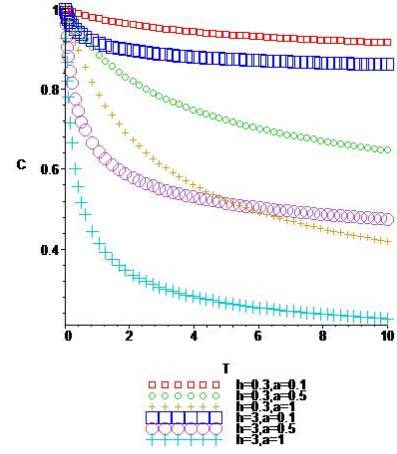 1
0.8
C
0.6
0.4
0 2 4 6 8 10
T
h=0.3,a=0.1
h=0.3,a=0.5
h=0.3,a=1
h=3,a=0.1
h=3,a=0.5
h=3,a=1